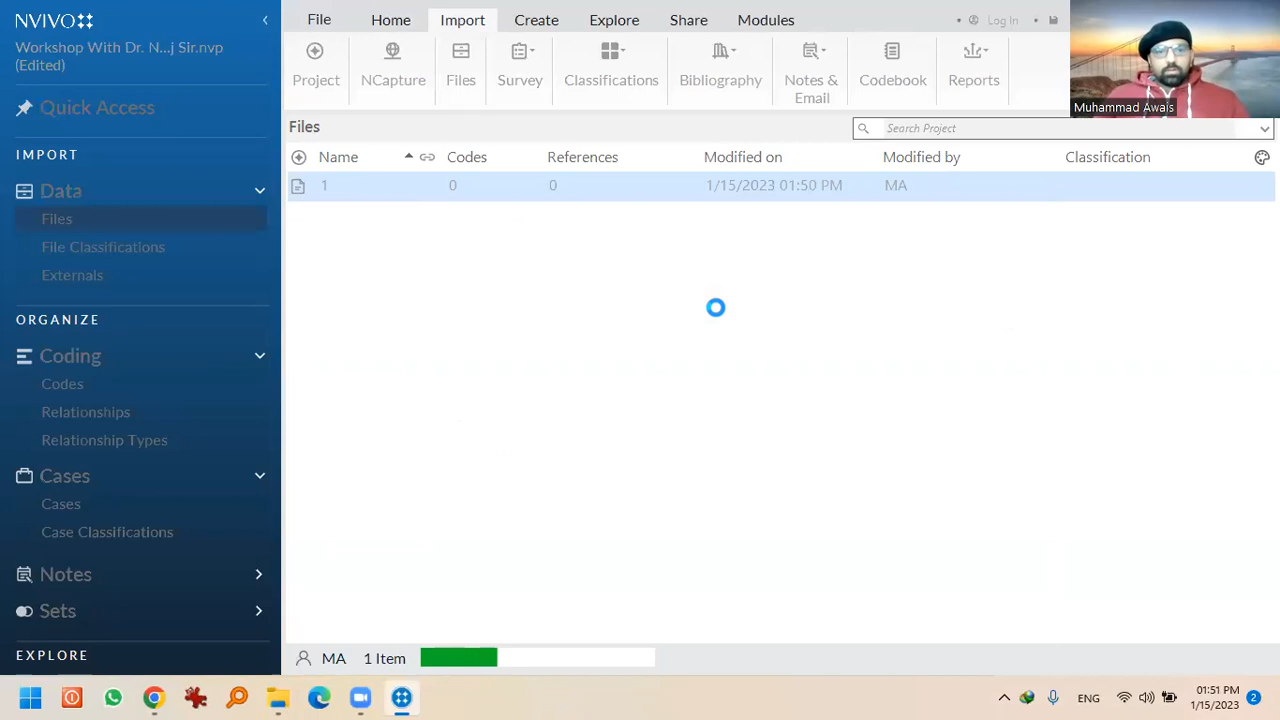 NVIVO
Workshop With Dr. N...j Sir.nvp
(Edited)
Quick Access
IMPORT
Data
Files
File Classifications
Externals
ORGANIZE
Coding
Codes
Relationships
Relationship Types
Cases
Cases
Case Classifications
Notes
Sets
EXPLORE
File Home Import Create Explore Share Modules Log In
Project NCapture Files Survey Classifications Bibliography Notes & Email Codebook Reports
Muhammad Awais
Files Search Project
Name Codes References Modified on Modified by Classification
1 0 0 1/15/2023 01:50 PM MA
MA 1 Item
ENG 01:51 PM
1/15/2023 2